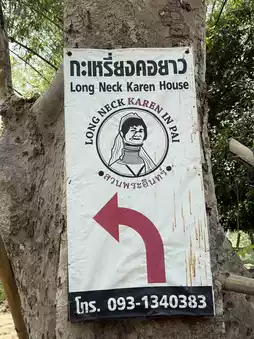 กะเหรี่ยงคอยาว
Long Neck Karen House
LONG NECK KAREN IN PAI
• สวนพระอินทร์ •
โทร. 093-1340383